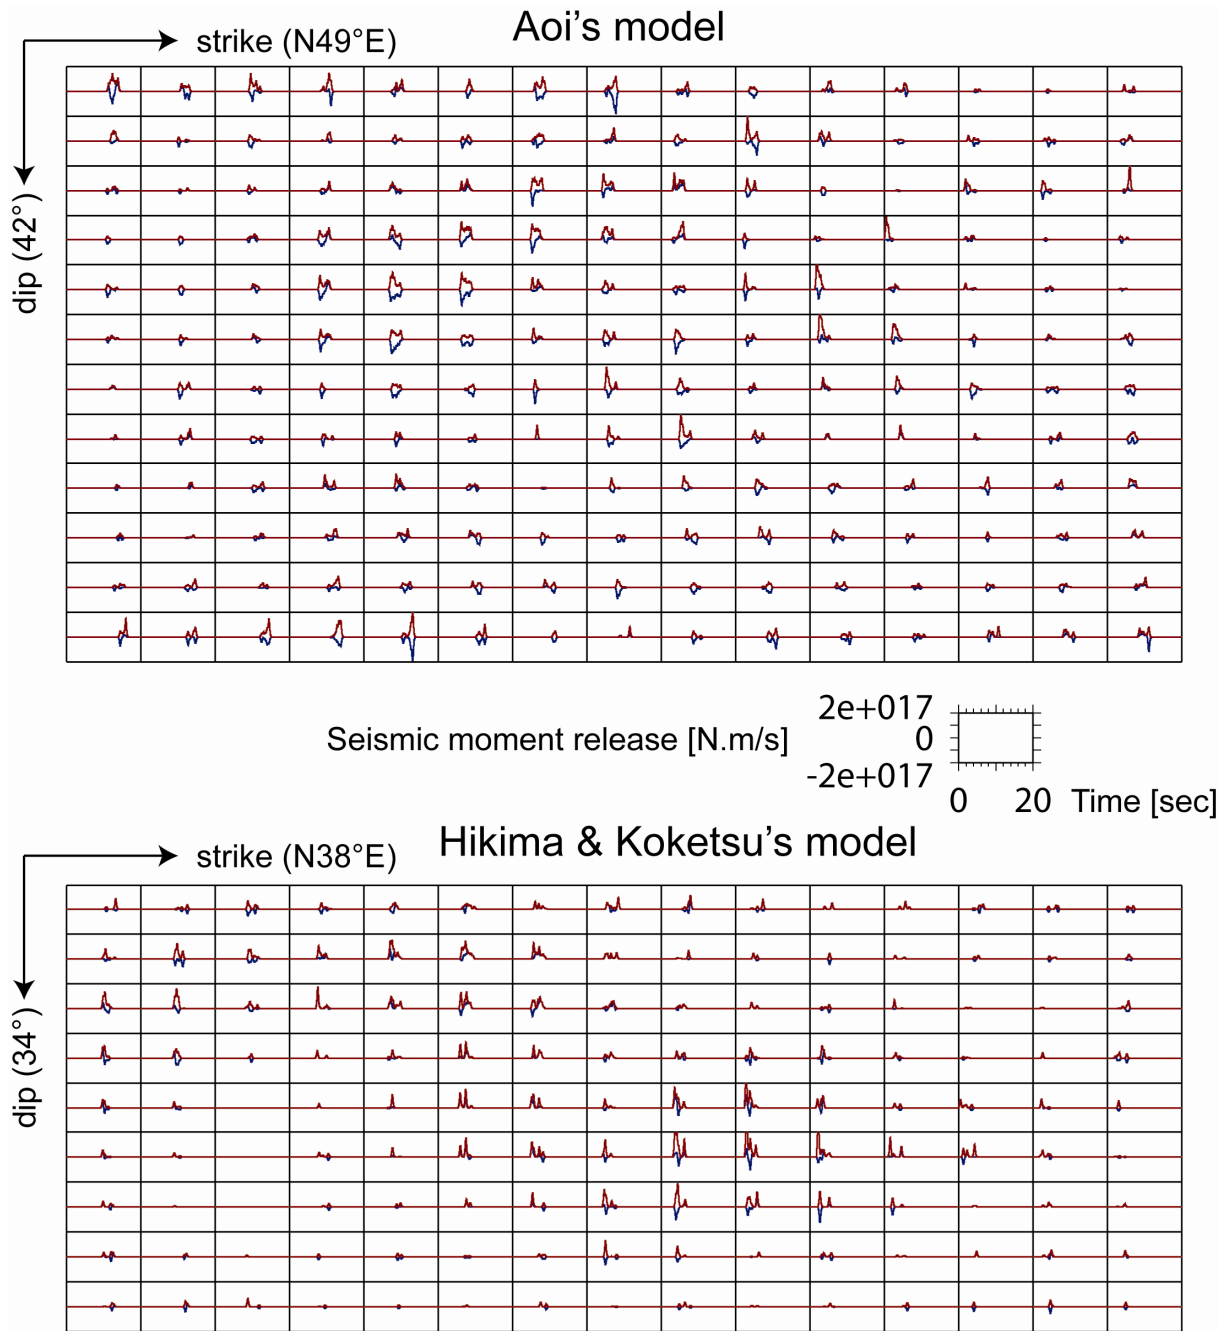 Aoi's model
strike (N49°E)
dip (42°)
Seismic moment release [N.m/s]
2e+017
0
-2e+017
0 20 Time [sec]
Hikima & Koketsu's model
strike (N38°E)
dip (34°)